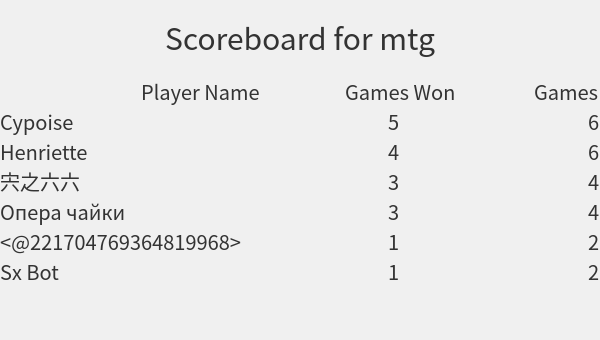 Scoreboard for mtg
Player Name Games Won Games
Cypoise 5 6
Henriette 4 6
宍之六六 3 4
Опера чайки 3 4
<@221704769364819968> 1 2
Sx Bot 1 2